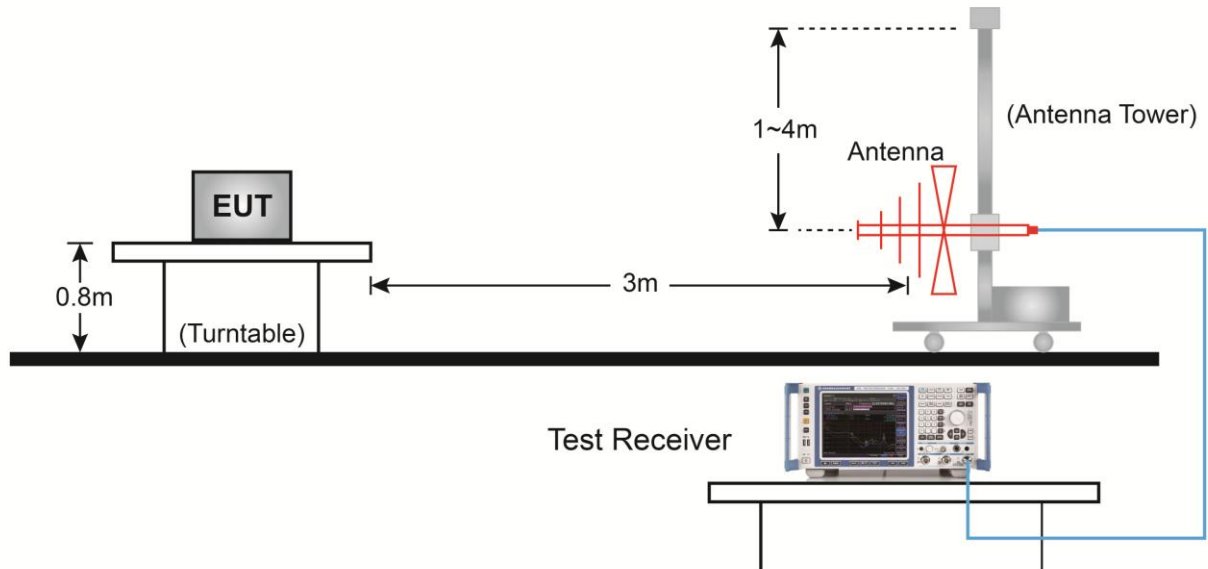 (Antenna Tower)
1~4m
Antenna
EUT
0.8m
3m
(Turntable)
Test Receiver